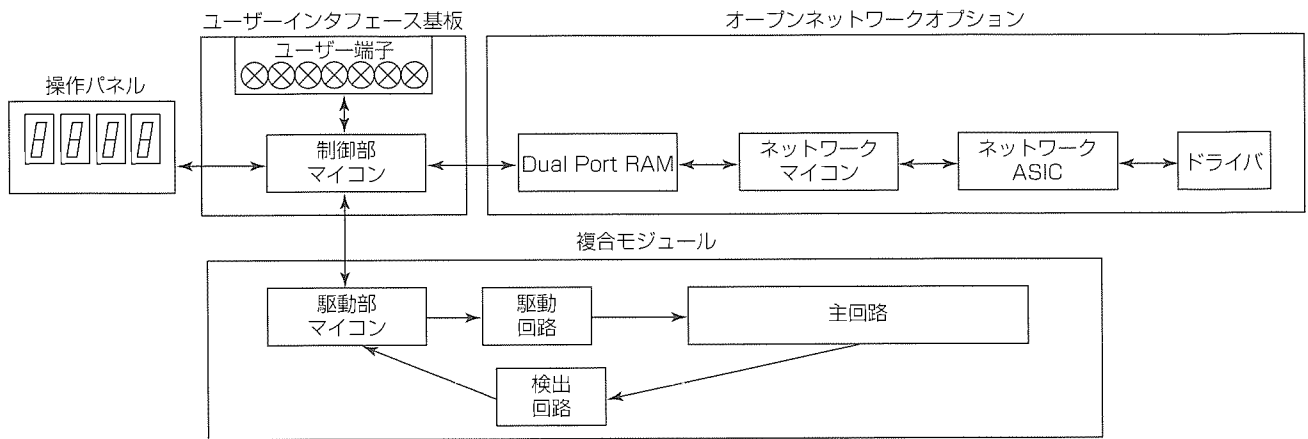 ユーザーインタフェース基板
オープンネットワークオプション
ユーザー端子
操作パネル
8888
制御部
マイコン
Dual Port RAM
ネットワーク
マイコン
ネットワーク
ASIC
ドライバ
複合モジュール
駆動部
マイコン
駆動
回路
主回路
検出
回路